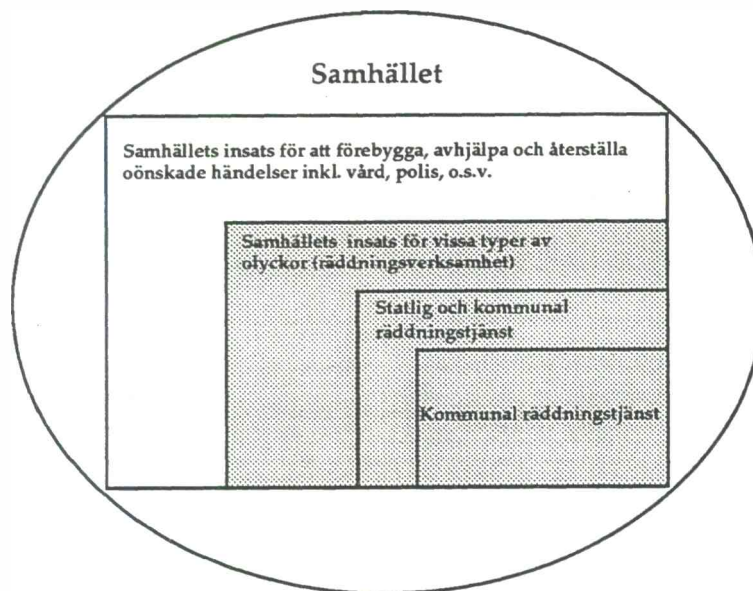 Samhället
Samhällets insats för att förebygga, avhjälpa och återställa
oönskade händelser inkl. vård, polis, o.s.v.
Samhällets insats för vissa typer av
olyckor (räddningsverksamhet)
Statlig och kommunal
räddningstjänst
Kommunal räddningstjänst